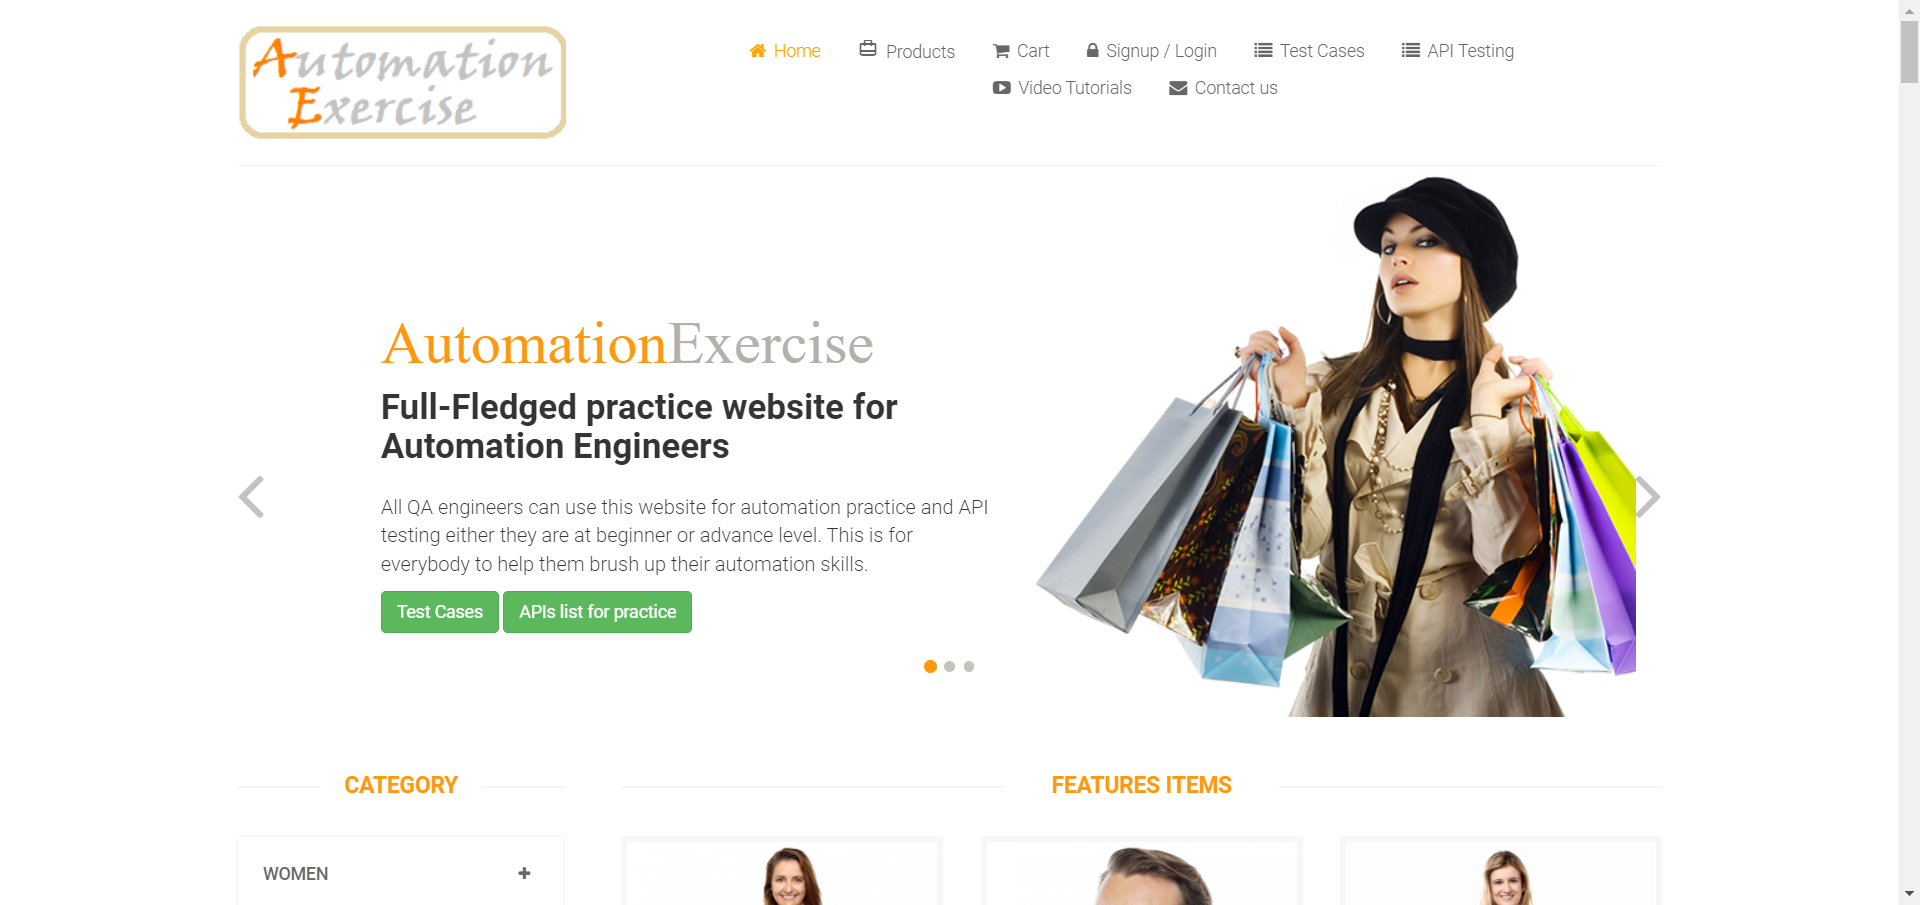 Automation
Exercise
Home
Products
Cart
Signup / Login
Test Cases
API Testing
Video Tutorials
Contact us
AutomationExercise
Full-Fledged practice website for
Automation Engineers
All QA engineers can use this website for automation practice and API
testing either they are at beginner or advance level. This is for
everybody to help them brush up their automation skills.
Test Cases
APIs list for practice
CATEGORY
FEATURES ITEMS
WOMEN